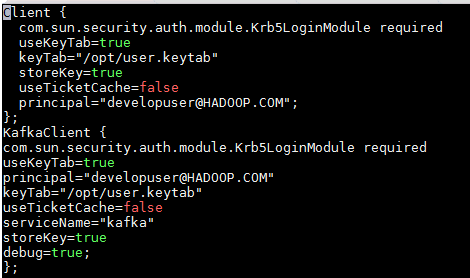 Client {
com.sun.security.auth.module.Krb5LoginModule required
useKeyTab=true
keyTab="/opt/user.keytab"
storeKey=true
useTicketCache=false
principal="developuser@HADOOP.COM";
};
KafkaClient {
com.sun.security.auth.module.Krb5LoginModule required
useKeyTab=true
principal="developuser@HADOOP.COM"
keyTab="/opt/user.keytab"
useTicketCache=false
serviceName="kafka"
storeKey=true
debug=true;
};